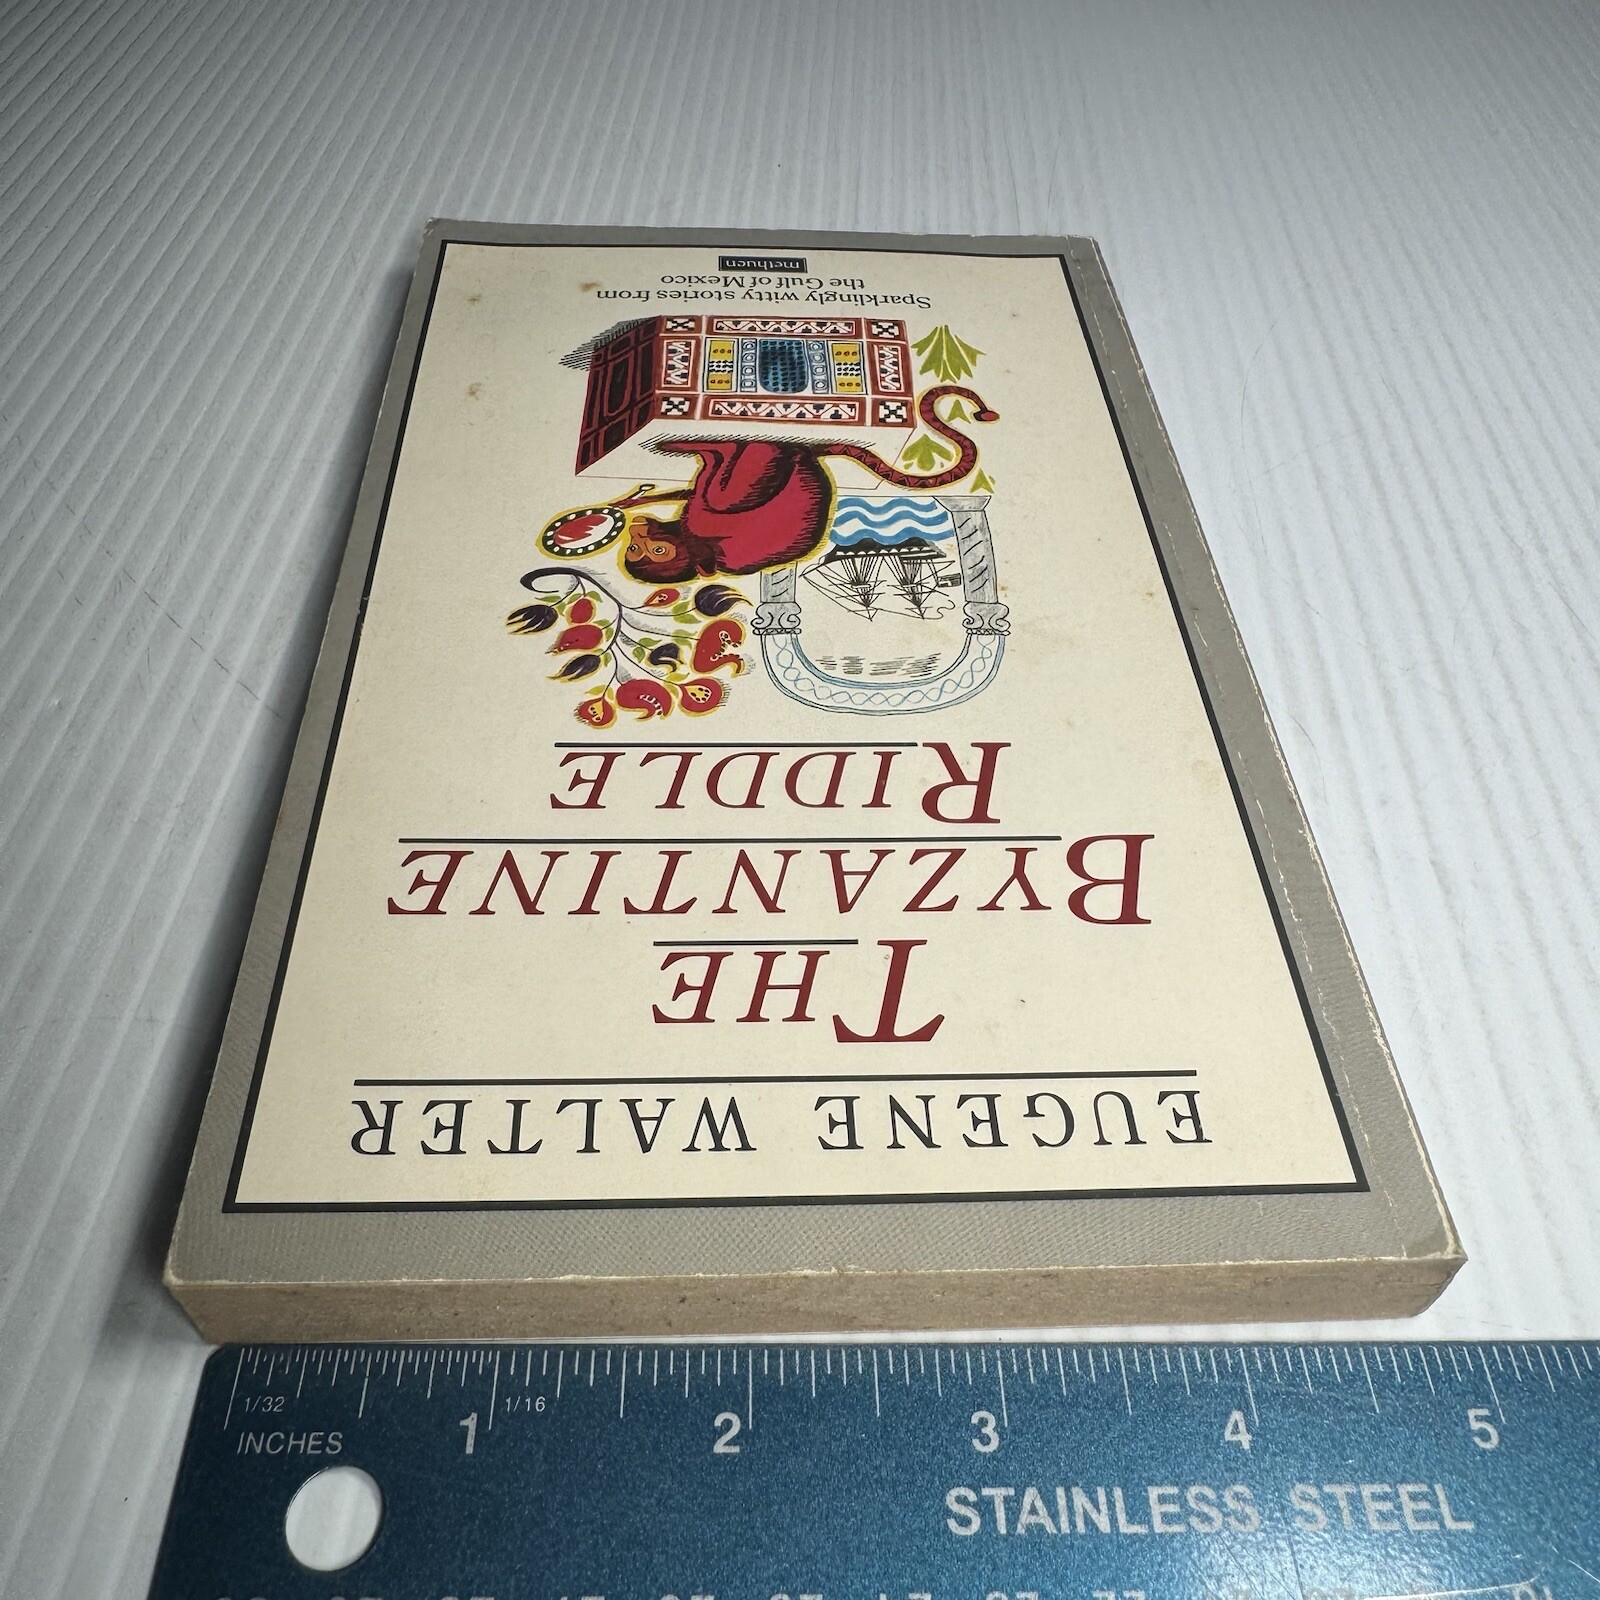 EUGENE WALTER
THE
BYZANTINE
RIDDLE
Sparklingly witty stories from
the Gulf of Mexico
methuen
1/32
1/16
INCHES
1 2 3 4 5
STAINLESS STEEL